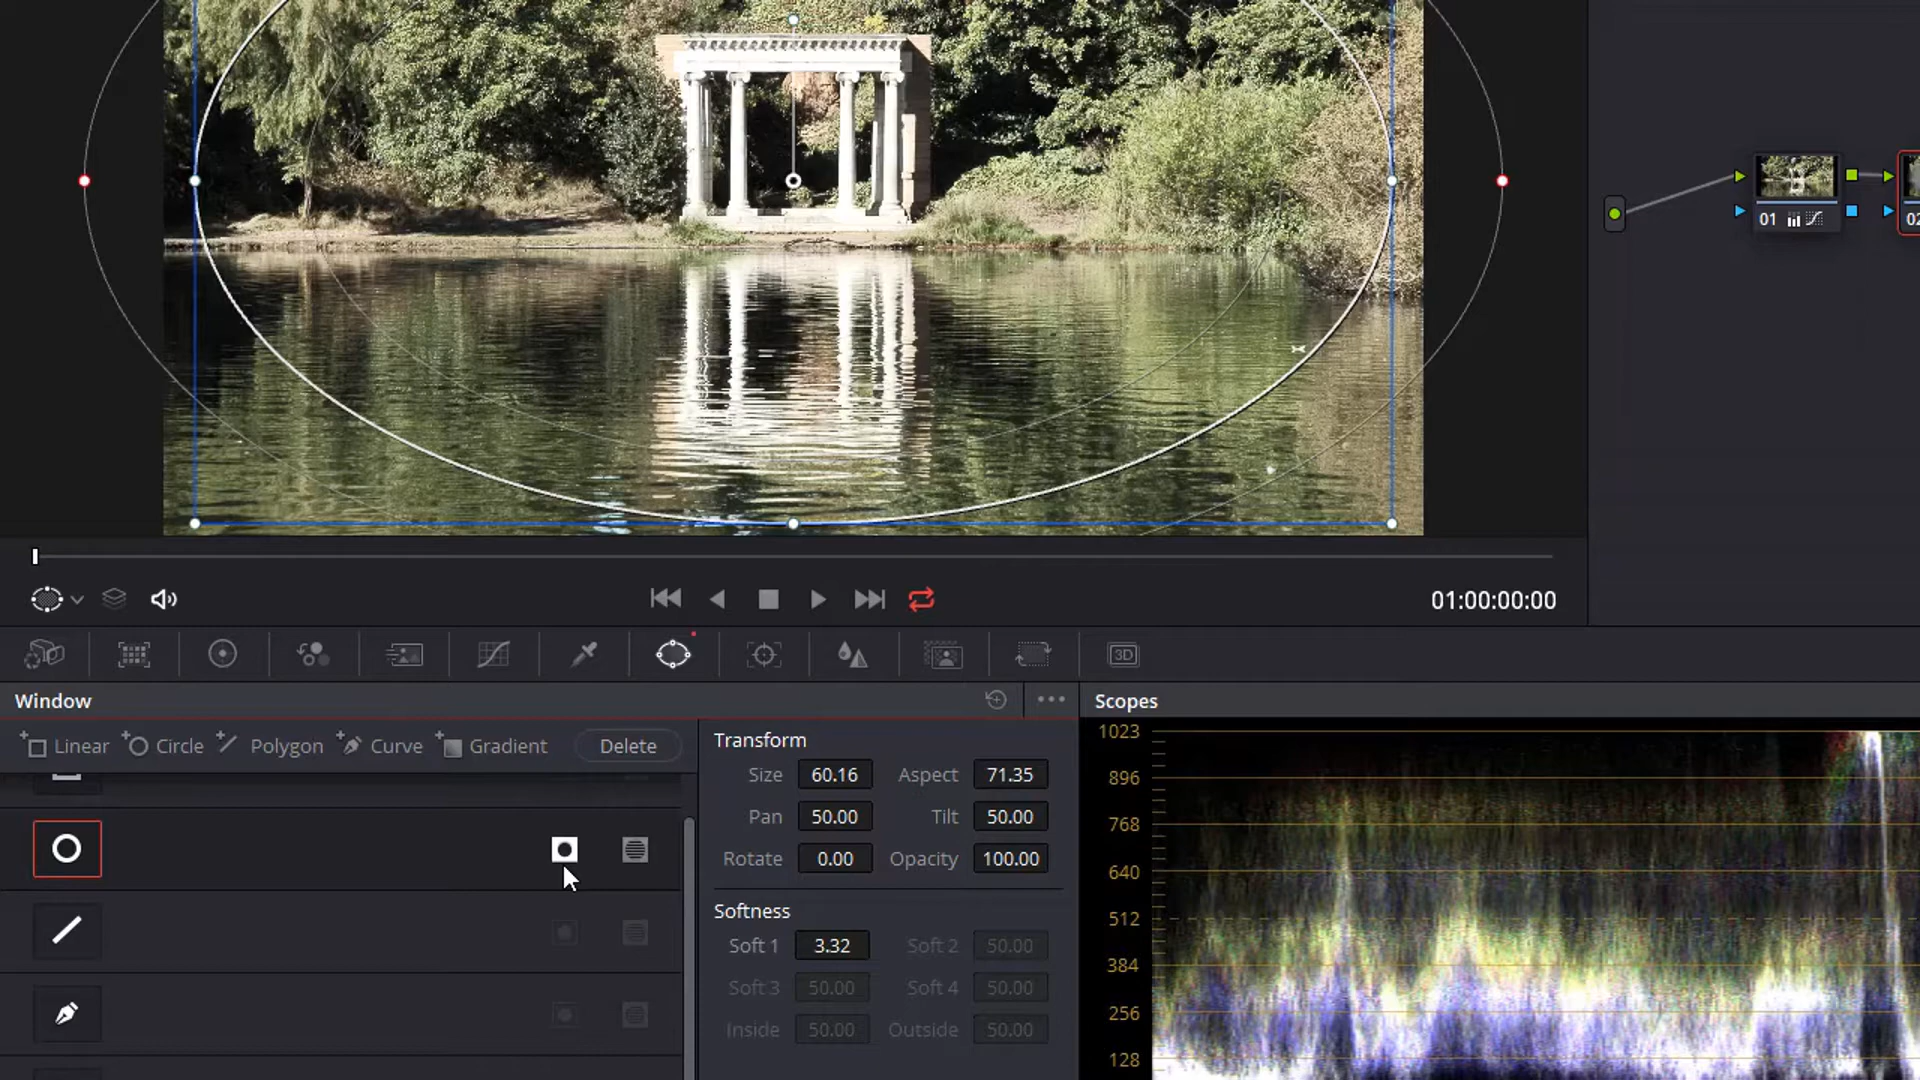 01
02
01:00:00:00
3D
Window
Scopes
Linear Circle Polygon Curve Gradient Delete
Transform
Size 60.16 Aspect 71.35
Pan 50.00 Tilt 50.00
Rotate 0.00 Opacity 100.00
Softness
Soft 1 3.32 Soft 2 50.00
Soft 3 50.00 Soft 4 50.00
Inside 50.00 Outside 50.00
1023
896
768
640
512
384
256
128